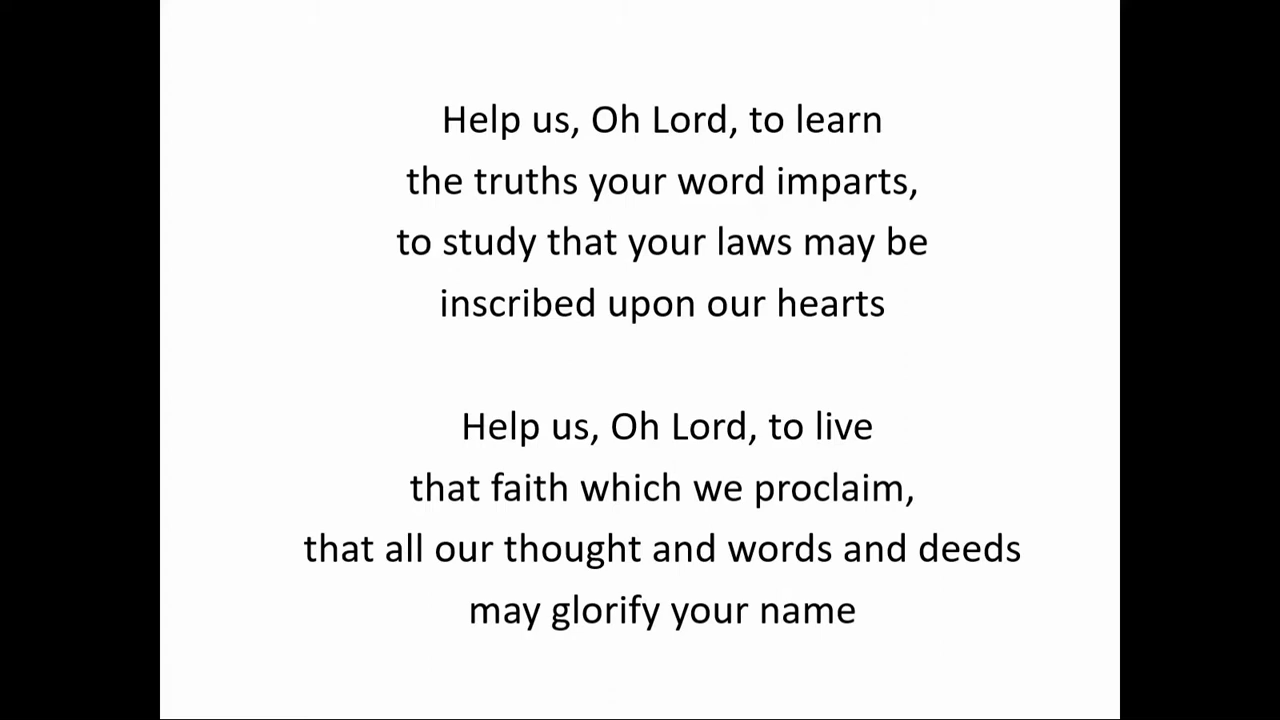 Help us, Oh Lord, to learn
the truths your word imparts,
to study that your laws may be
inscribed upon our hearts
Help us, Oh Lord, to live
that faith which we proclaim,
that all our thought and words and deeds
may glorify your name